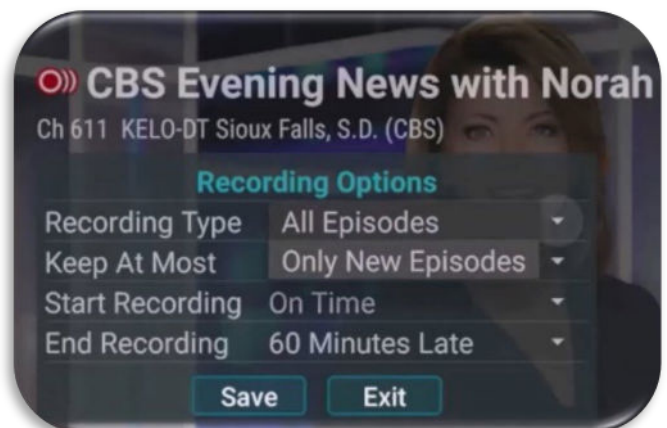 CBS Evening News with Norah
Ch 611 KELO-DT Sioux Falls, S.D. (CBS)
Recording Options
Recording Type All Episodes
Keep At Most Only New Episodes
Start Recording On Time
End Recording 60 Minutes Late
Save Exit